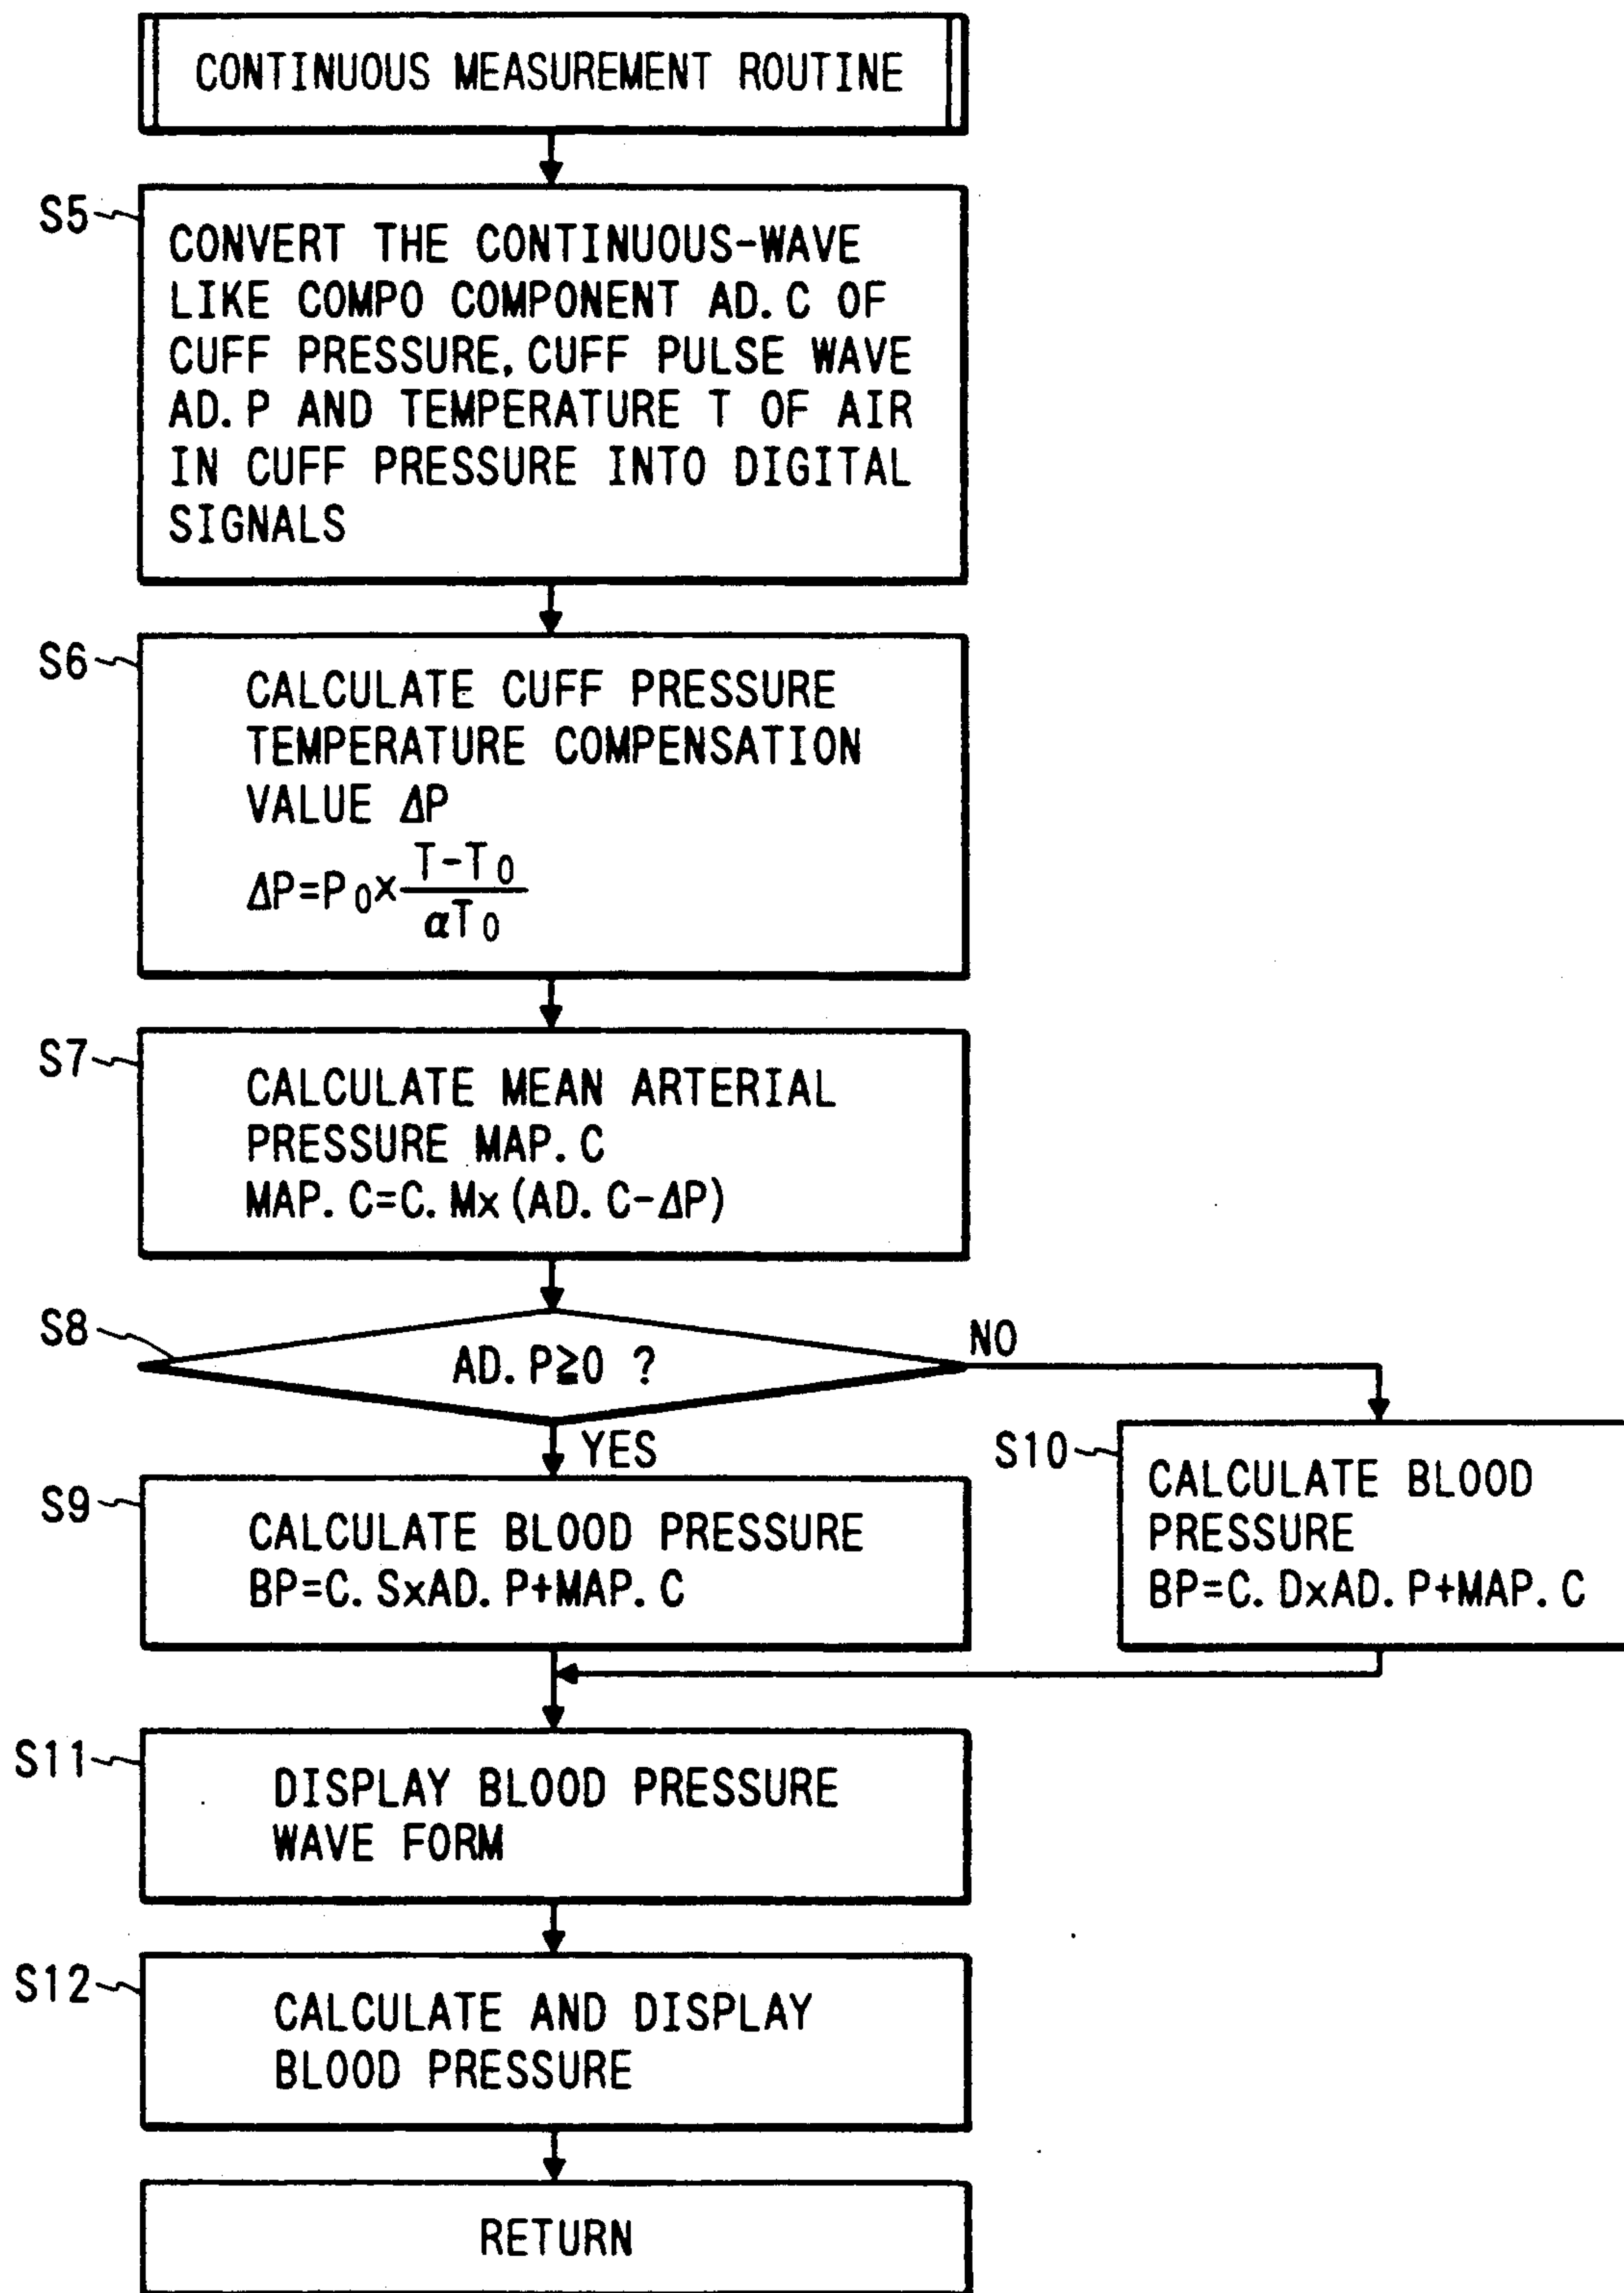 CONTINUOUS MEASUREMENT ROUTINE
S5
CONVERT THE CONTINUOUS-WAVE
LIKE COMPO COMPONENT AD.C OF
CUFF PRESSURE, CUFF PULSE WAVE
AD.P AND TEMPERATURE T OF AIR
IN CUFF PRESSURE INTO DIGITAL
SIGNALS
S6
CALCULATE CUFF PRESSURE
TEMPERATURE COMPENSATION
VALUE ΔP
ΔP=P₀×(T-T₀)/(αT₀)
S7
CALCULATE MEAN ARTERIAL
PRESSURE MAP.C
MAP.C=C.M×(AD.C-ΔP)
S8
AD.P≧0 ?
NO
YES
S9
CALCULATE BLOOD PRESSURE
BP=C.S×AD.P+MAP.C
S10
CALCULATE BLOOD
PRESSURE
BP=C.D×AD.P+MAP.C
S11
DISPLAY BLOOD PRESSURE
WAVE FORM
S12
CALCULATE AND DISPLAY
BLOOD PRESSURE
RETURN